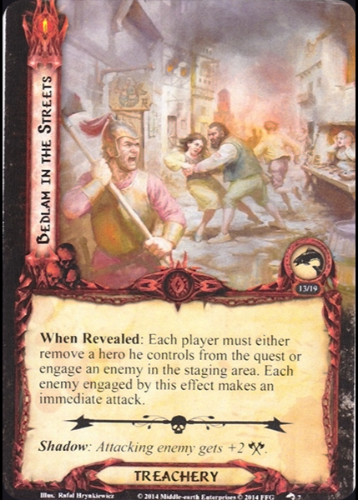 BEDLAM IN THE STREETS
13/19
When Revealed: Each player must either
remove a hero he controls from the quest or
engage an enemy in the staging area. Each
enemy engaged by this effect makes an
immediate attack.
Shadow: Attacking enemy gets +2 .
TREACHERY
Illus. Rafał Hrynkiewicz © 2014 Middle-earth Enterprises © 2014 FFG